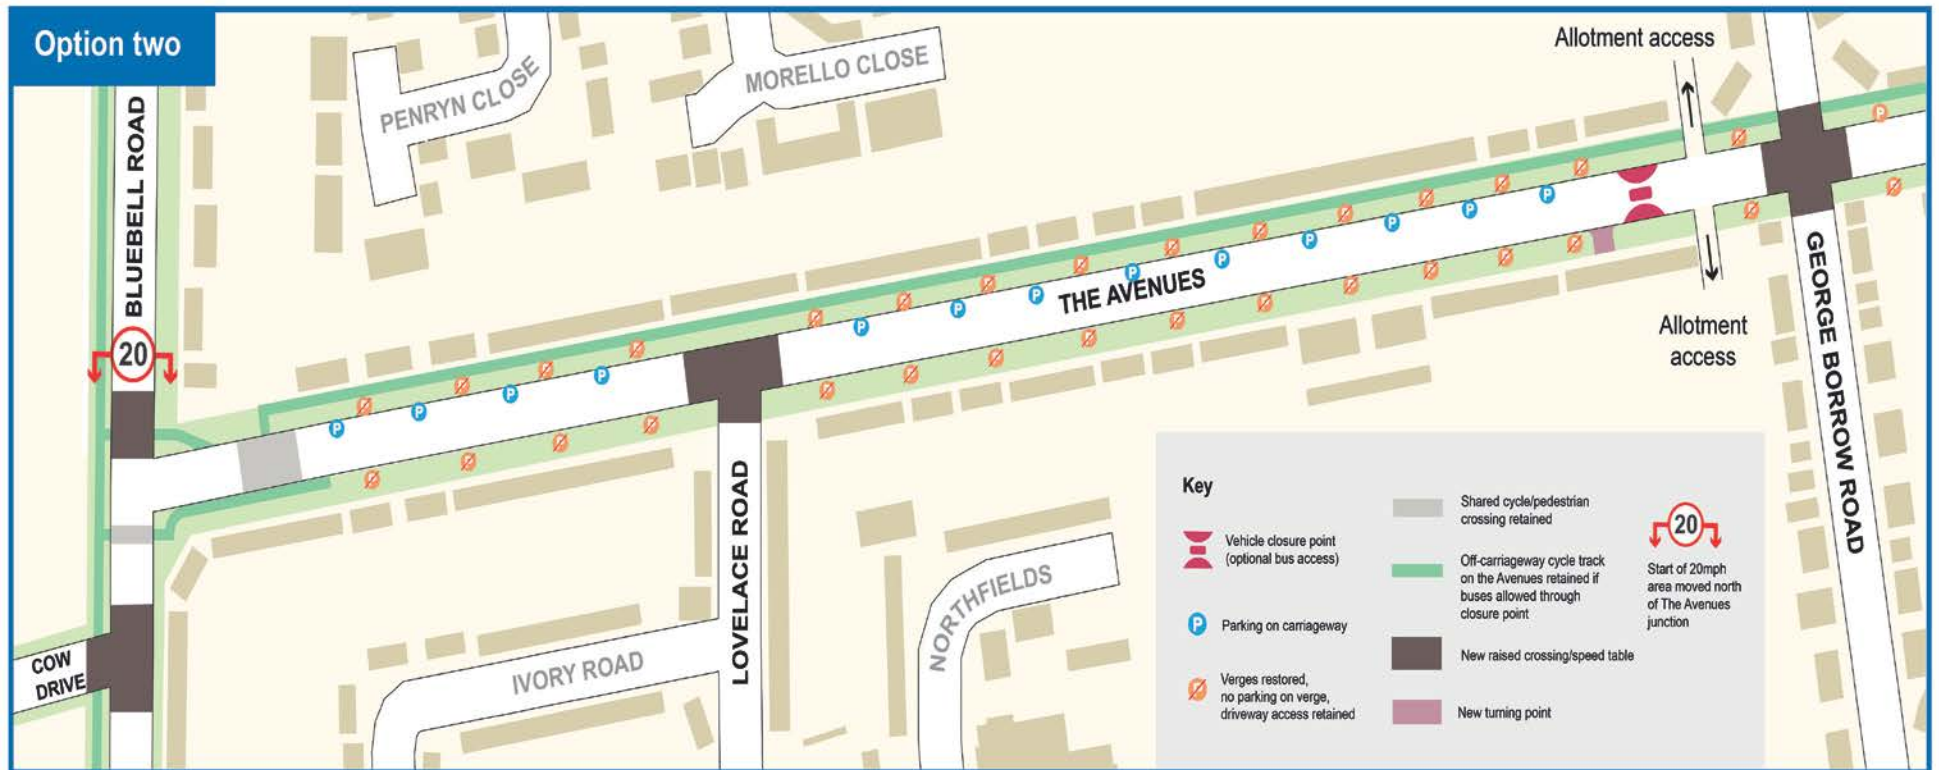 Option two
Allotment access
BLUEBELL ROAD
PENRYN CLOSE
MORELLO CLOSE
20
THE AVENUES
Allotment
access
GEORGE BORROW ROAD
LOVELACE ROAD
IVORY ROAD
NORTHFIELDS
COW
DRIVE
Key
Vehicle closure point
(optional bus access)
P
Parking on carriageway
P
Verges restored,
no parking on verge,
driveway access retained
Shared cycle/pedestrian
crossing retained
Off-carriageway cycle track
on the Avenues retained if
buses allowed through
closure point
New raised crossing/speed table
New turning point
20
Start of 20mph
area moved north
of The Avenues
junction